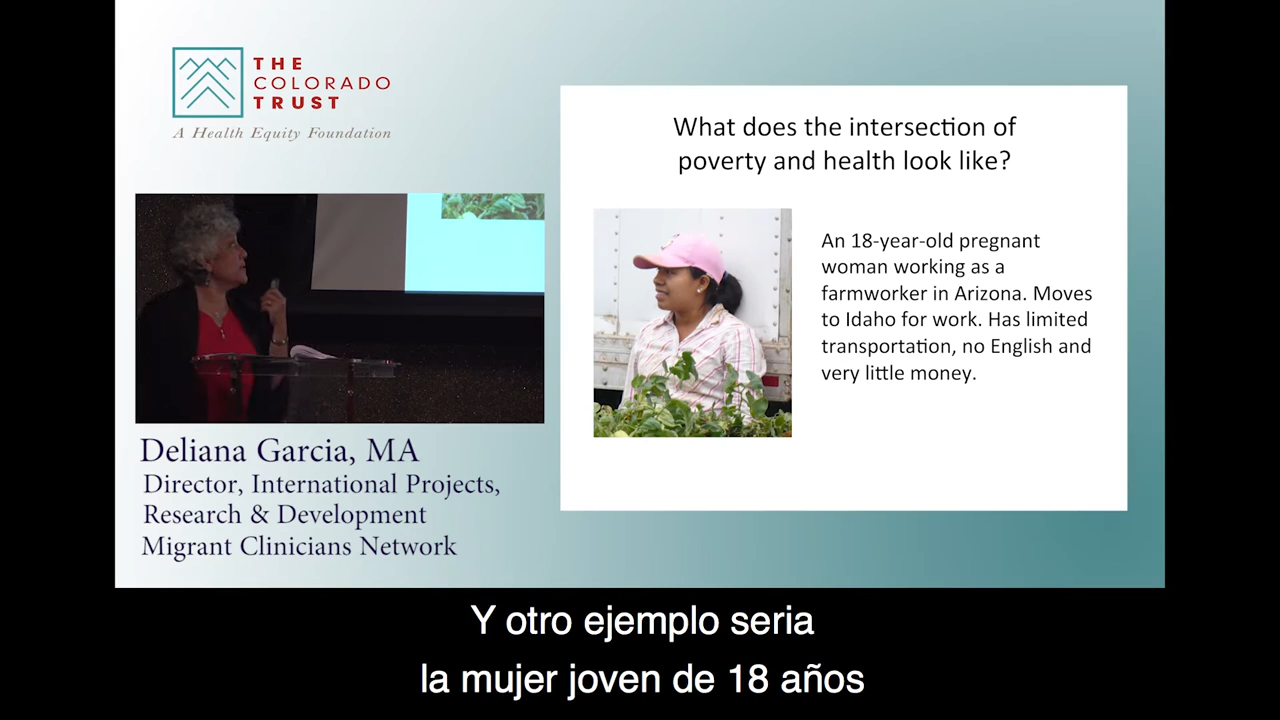 THE
COLORADO
TRUST
A Health Equity Foundation
What does the intersection of
poverty and health look like?
An 18-year-old pregnant
woman working as a
farmworker in Arizona. Moves
to Idaho for work. Has limited
transportation, no English and
very little money.
Deliana Garcia, MA
Director, International Projects,
Research & Development
Migrant Clinicians Network
Y otro ejemplo seria
la mujer joven de 18 años